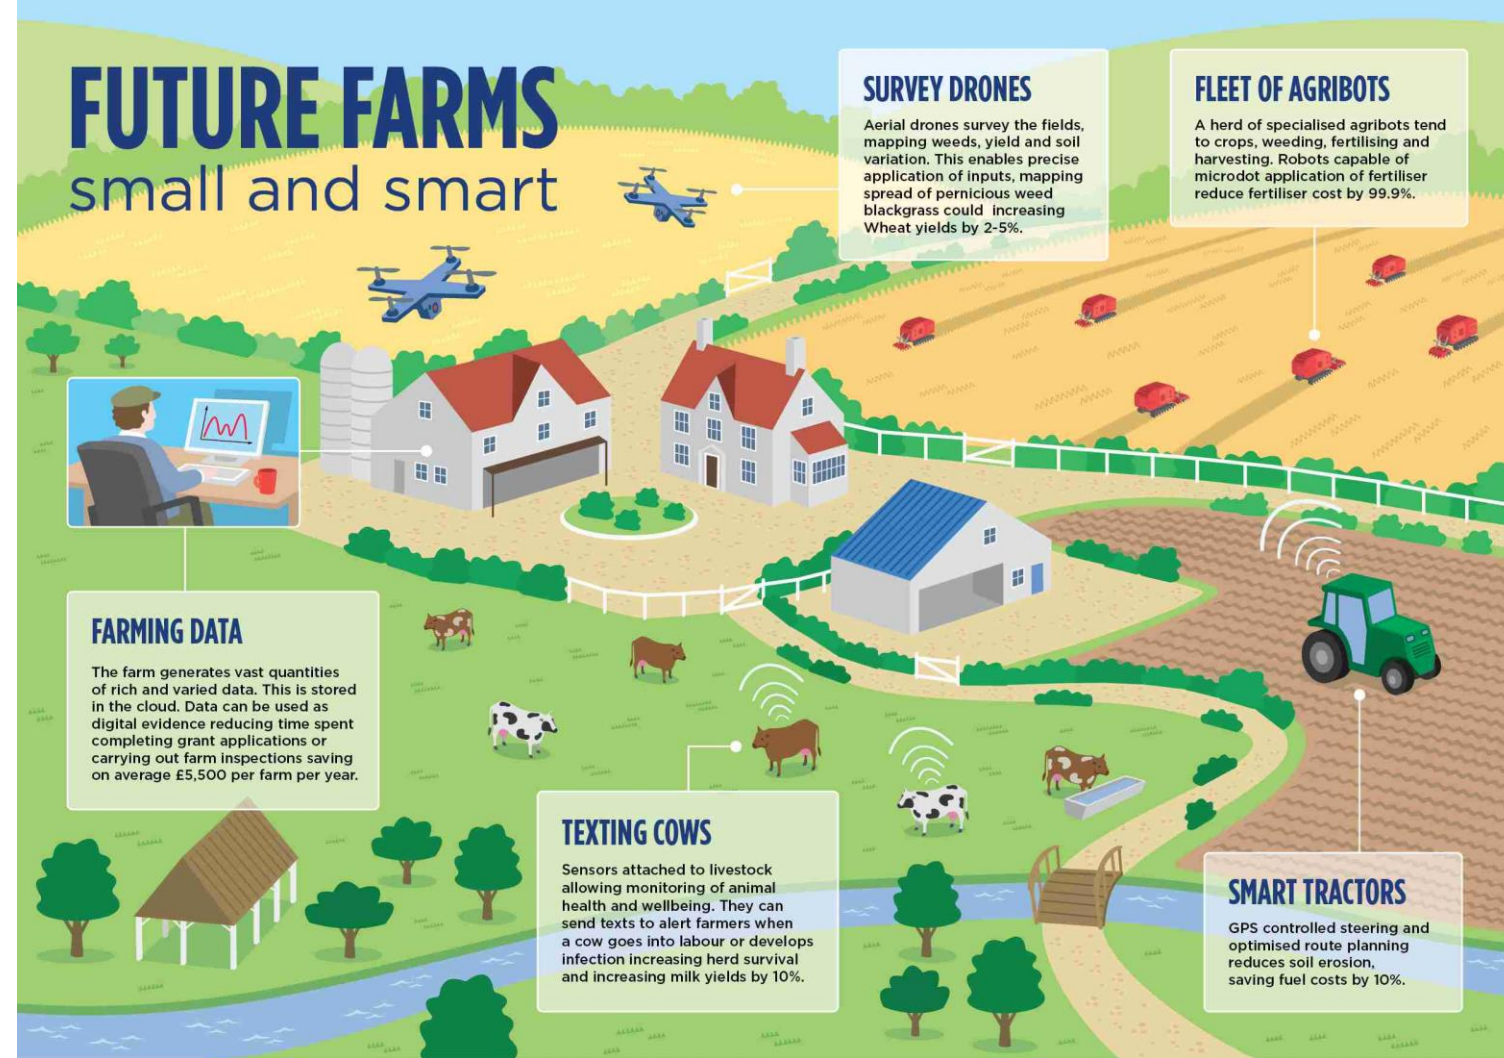 FUTURE FARMS
small and smart
SURVEY DRONES
Aerial drones survey the fields,
mapping weeds, yield and soil
variation. This enables precise
application of inputs, mapping
spread of pernicious weed
blackgrass could  increasing
Wheat yields by 2-5%.
FLEET OF AGRIBOTS
A herd of specialised agribots tend
to crops, weeding, fertilising and
harvesting. Robots capable of
microdot application of fertiliser
reduce fertiliser cost by 99.9%.
FARMING DATA
The farm generates vast quantities
of rich and varied data. This is stored
in the cloud. Data can be used as
digital evidence reducing time spent
completing grant applications or
carrying out farm inspections saving
on average £5,500 per farm per year.
TEXTING COWS
Sensors attached to livestock
allowing monitoring of animal
health and wellbeing. They can
send texts to alert farmers when
a cow goes into labour or develops
infection increasing herd survival
and increasing milk yields by 10%.
SMART TRACTORS
GPS controlled steering and
optimised route planning
reduces soil erosion,
saving fuel costs by 10%.